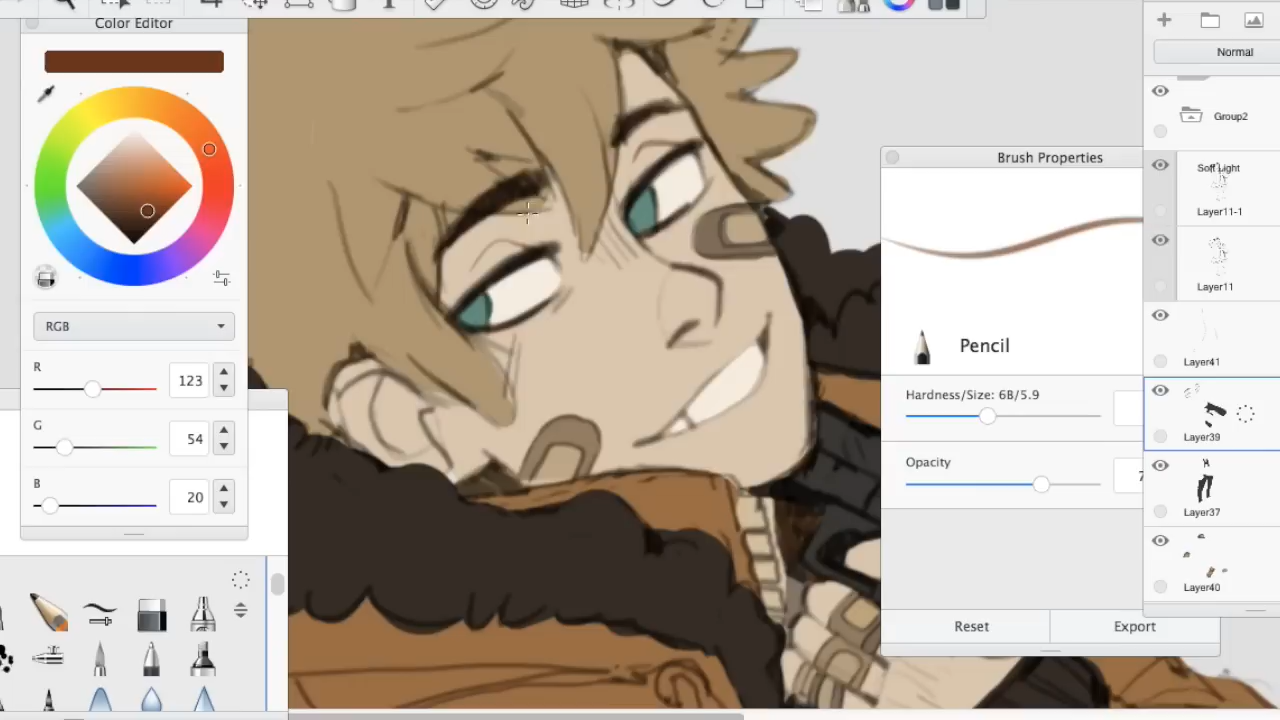 Color Editor
RGB
R
123
G
54
B
20
Brush Properties
Pencil
Hardness/Size: 6B/5.9
Opacity
7
Reset
Export
Normal
Group2
Soft Light
Layer11-1
Layer11
Layer41
Layer39
Layer37
Layer40